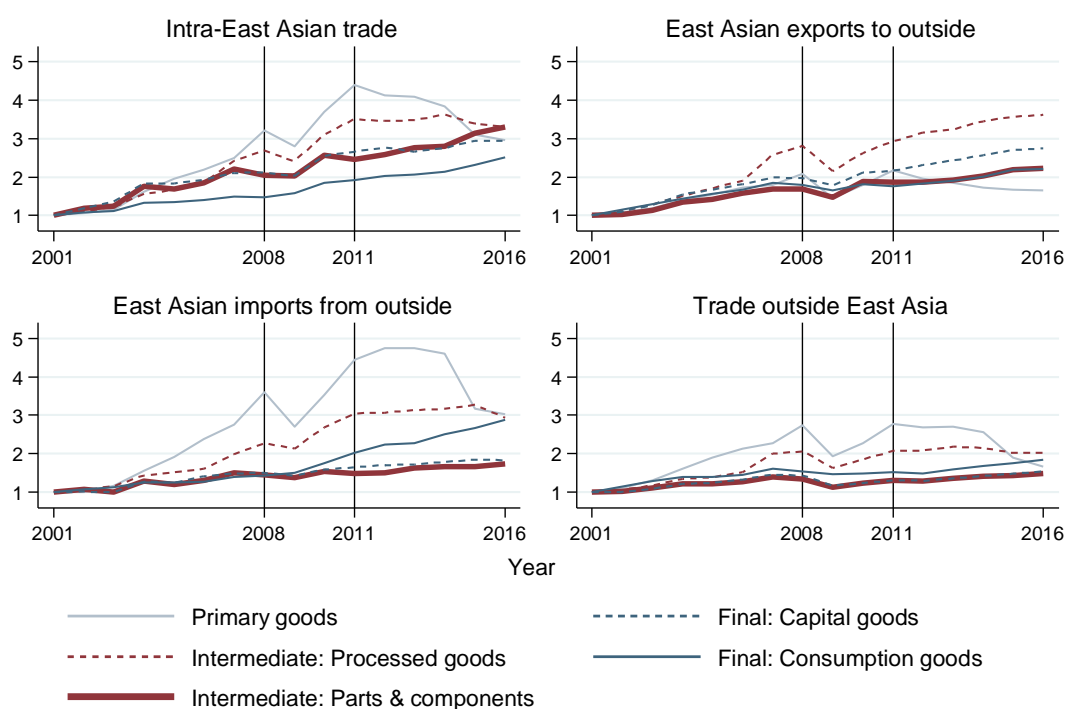 Intra-East Asian trade
5
4
3
2
1
2001 2008 2011 2016
East Asian exports to outside
5
4
3
2
1
2001 2008 2011 2016
East Asian imports from outside
5
4
3
2
1
2001 2008 2011 2016
Trade outside East Asia
5
4
3
2
1
2001 2008 2011 2016
Year
Primary goods
Final: Capital goods
Intermediate: Processed goods
Final: Consumption goods
Intermediate: Parts & components